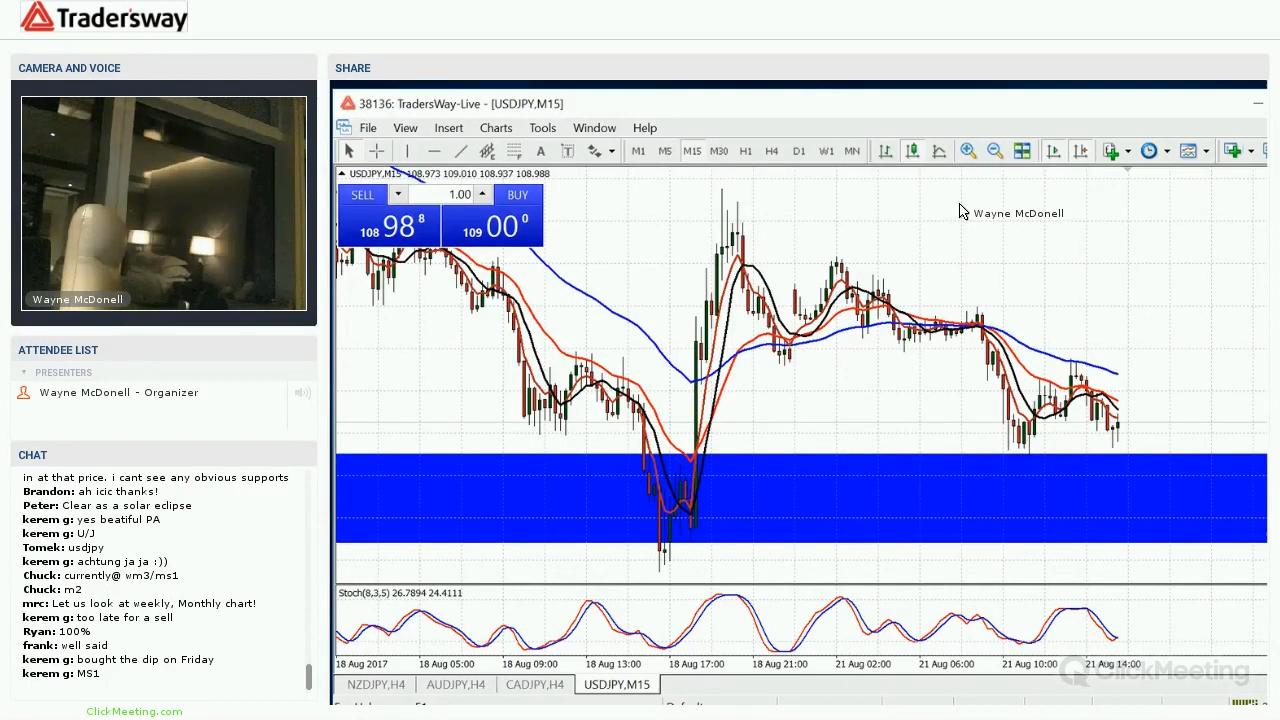 Tradersway
CAMERA AND VOICE
Wayne McDonell
ATTENDEE LIST
PRESENTERS
Wayne McDonell - Organizer
CHAT
in at that price. i cant see any obvious supports
Brandon: ah icic thanks!
Peter: Clear as a solar eclipse
kerem g: yes beatiful PA
kerem g: U/J
Tomek: usdjpy
kerem g: achtung ja ja :))
Chuck: currently@ wm3/ms1
Chuck: m2
mrc: Let us look at weekly, Monthly chart!
kerem g: too late for a sell
Ryan: 100%
frank: well said
kerem g: bought the dip on Friday
kerem g: MS1
ClickMeeting.com
SHARE
38136: TradersWay-Live - [USDJPY,M15]
File View Insert Charts Tools Window Help
A T M1 M5 M15 M30 H1 H4 D1 W1 MN
USDJPY,M15 108.973 109.010 108.937 108.988
SELL 1.00 BUY
108 98 8 109 00 0
Wayne McDonell
Stoch(8,3,5) 26.7894 24.4111
18 Aug 2017 18 Aug 05:00 18 Aug 09:00 18 Aug 13:00 18 Aug 17:00 18 Aug 21:00 21 Aug 02:00 21 Aug 06:00 21 Aug 10:00 21 Aug 14:00
ClickMeeting
NZDJPY,H4 AUDJPY,H4 CADJPY,H4 USDJPY,M15